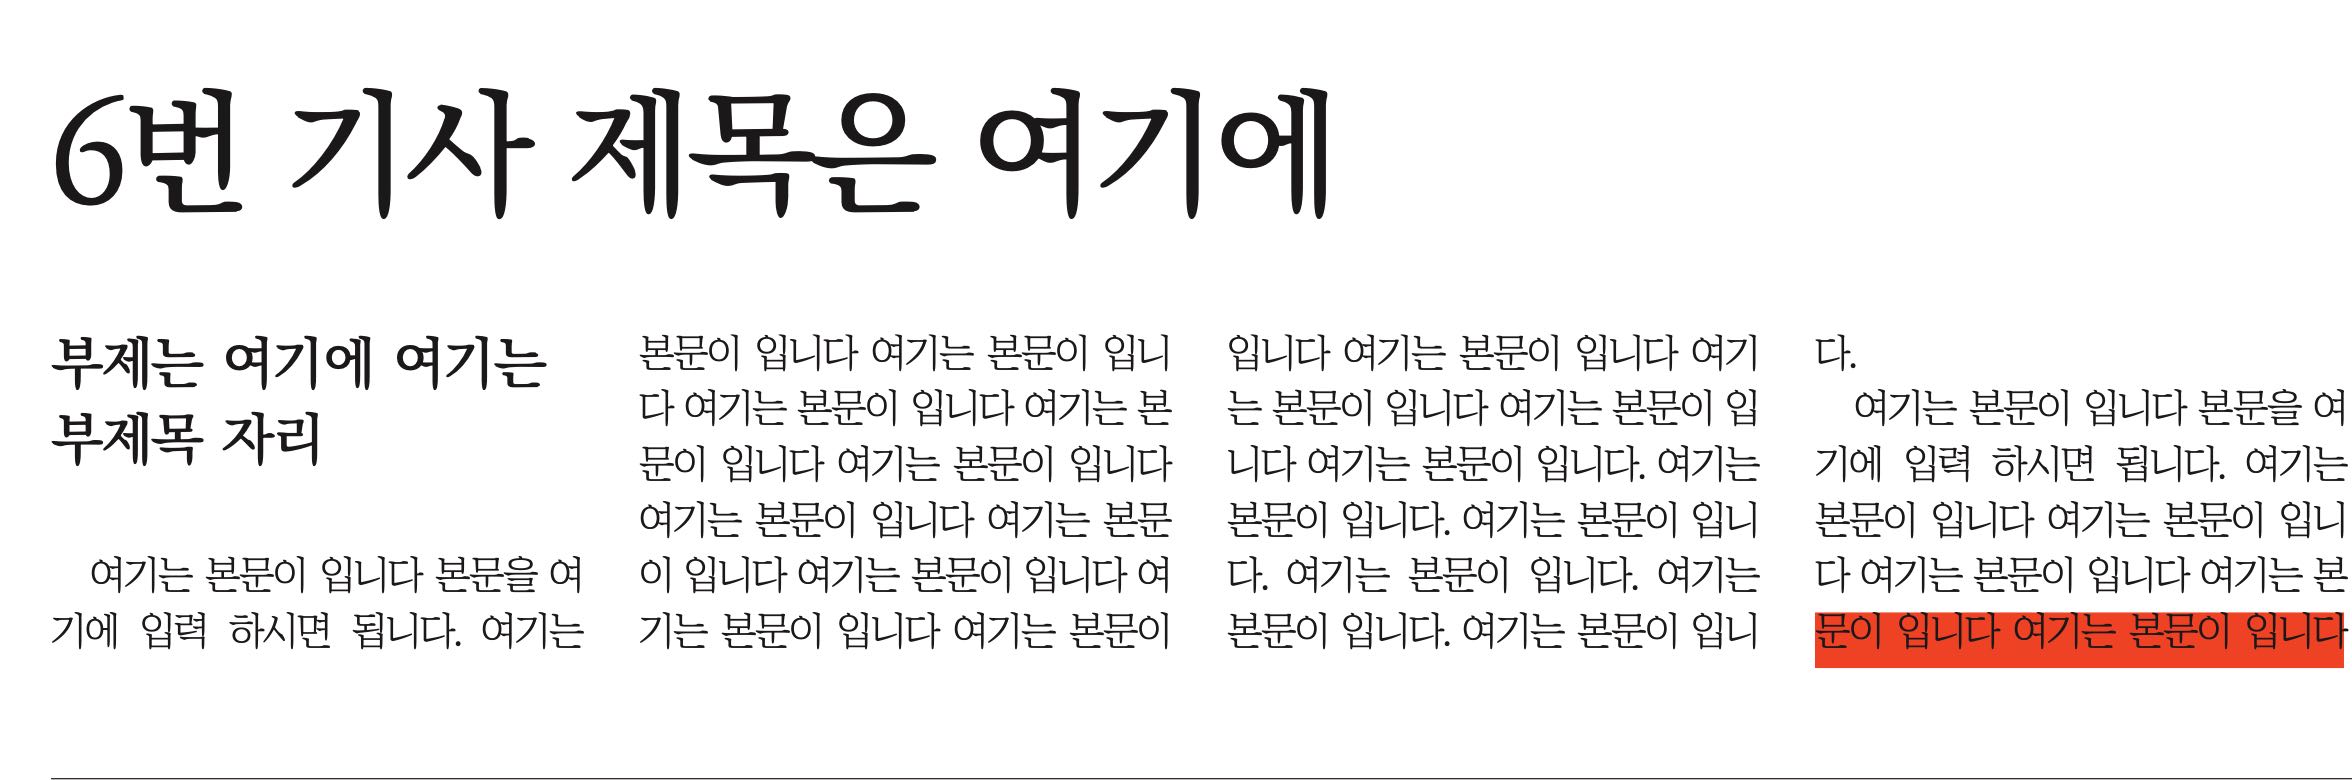 6번 기사 제목은 여기에
부제는 여기에 여기는
부제목 자리
여기는 본문이 입니다 본문을 여
기에 입력 하시면 됩니다. 여기는
본문이 입니다 여기는 본문이 입니
다 여기는 본문이 입니다 여기는 본
문이 입니다 여기는 본문이 입니다
여기는 본문이 입니다 여기는 본문
이 입니다 여기는 본문이 입니다 여
기는 본문이 입니다 여기는 본문이
입니다 여기는 본문이 입니다 여기
는 본문이 입니다 여기는 본문이 입
니다 여기는 본문이 입니다. 여기는
본문이 입니다. 여기는 본문이 입니
다. 여기는 본문이 입니다. 여기는
본문이 입니다. 여기는 본문이 입니
다.
여기는 본문이 입니다 본문을 여
기에 입력 하시면 됩니다. 여기는
본문이 입니다 여기는 본문이 입니
다 여기는 본문이 입니다 여기는 본
문이 입니다 여기는 본문이 입니다